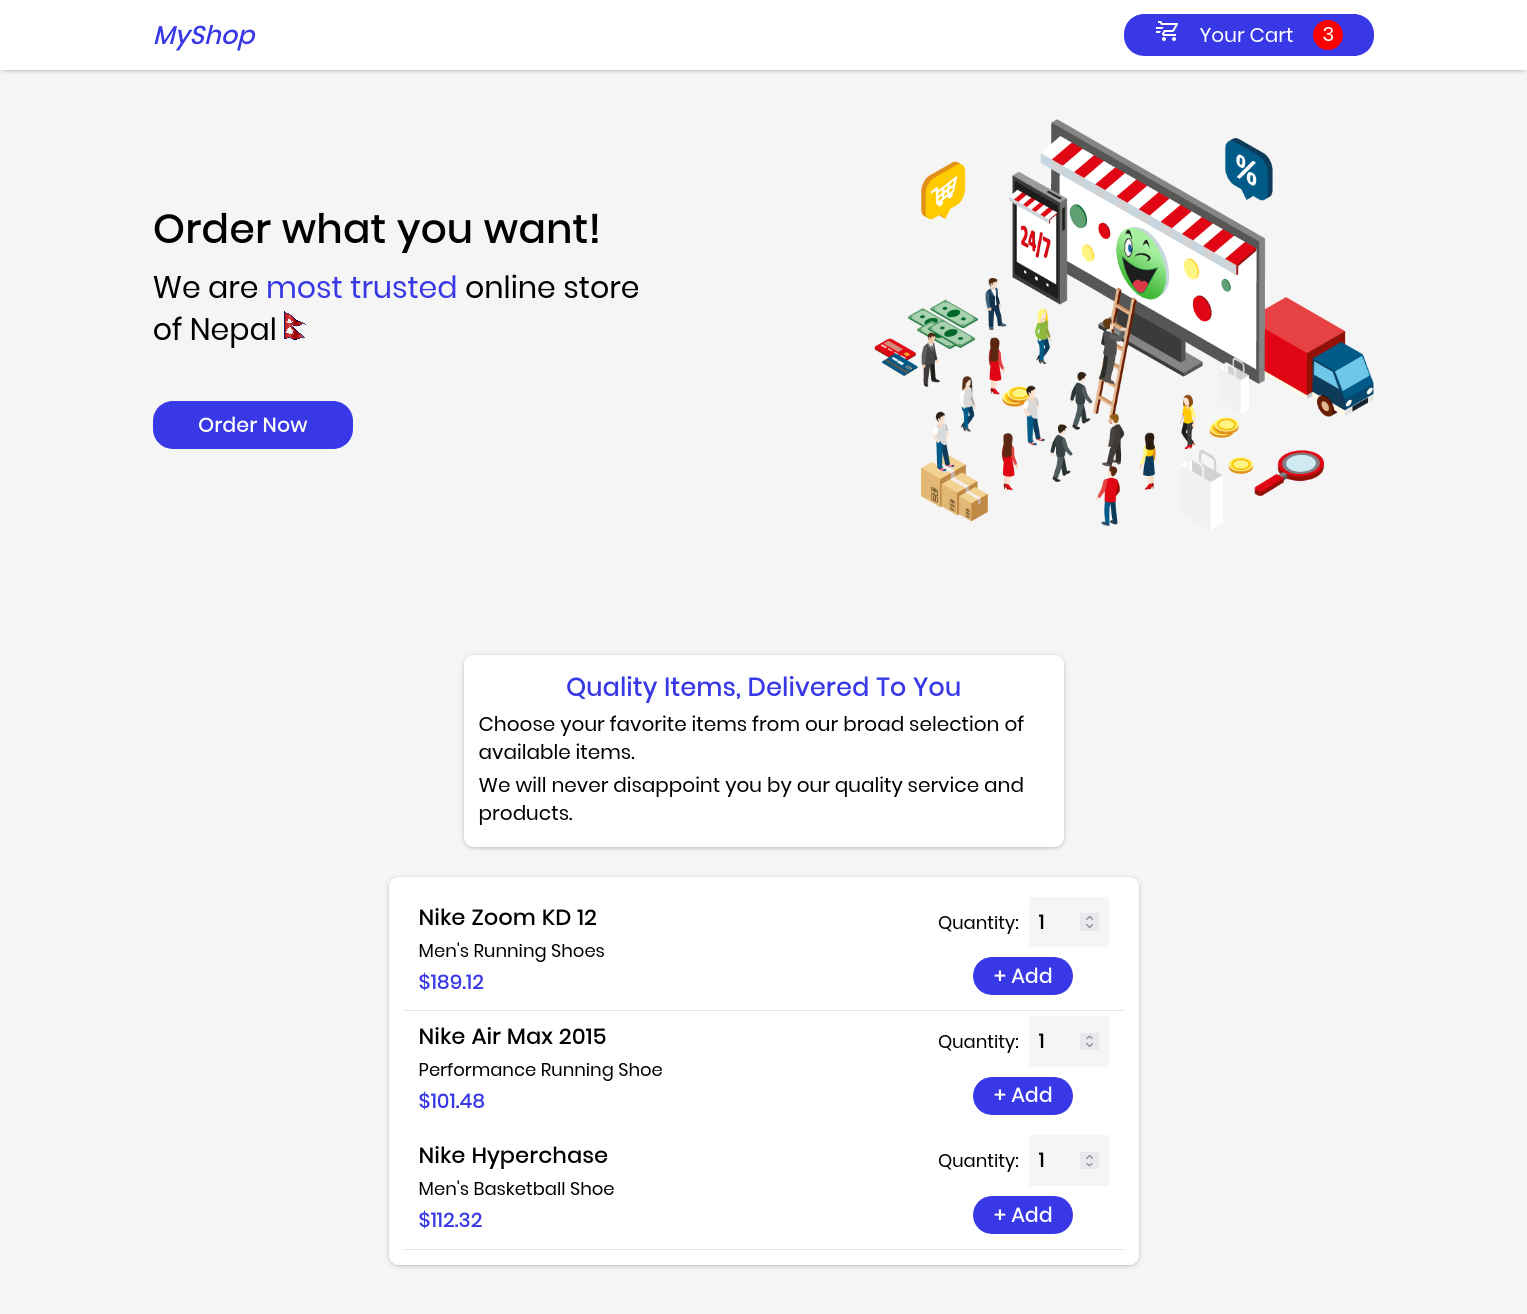 MyShop
Your Cart 3
%
24/7
Order what you want!
We are most trusted online store
of Nepal
Order Now
Quality Items, Delivered To You
Choose your favorite items from our broad selection of
available items.
We will never disappoint you by our quality service and
products.
Nike Zoom KD 12
Quantity: 1
Men's Running Shoes
$189.12
+ Add
Nike Air Max 2015
Quantity: 1
Performance Running Shoe
$101.48
+ Add
Nike Hyperchase
Quantity: 1
Men's Basketball Shoe
$112.32
+ Add